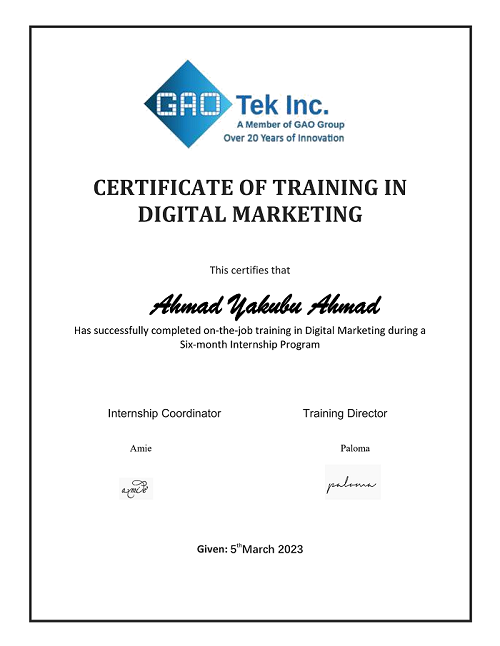 GAO Tek Inc.
A Member of GAO Group
Over 20 Years of Innovation
CERTIFICATE OF TRAINING IN
DIGITAL MARKETING
This certifies that
Ahmad Yakubu Ahmad
Has successfully completed on-the-job training in Digital Marketing during a
Six-month Internship Program
Internship Coordinator Training Director
Amie Paloma
amie paloma
Given: 5th March 2023